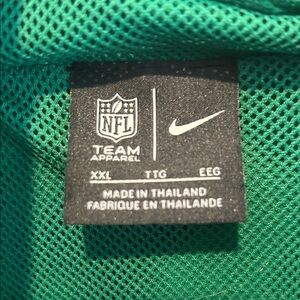 NFL
TEAM
APPAREL
XXL TTG EEG
MADE IN THAILAND
FABRIQUE EN THAILANDE